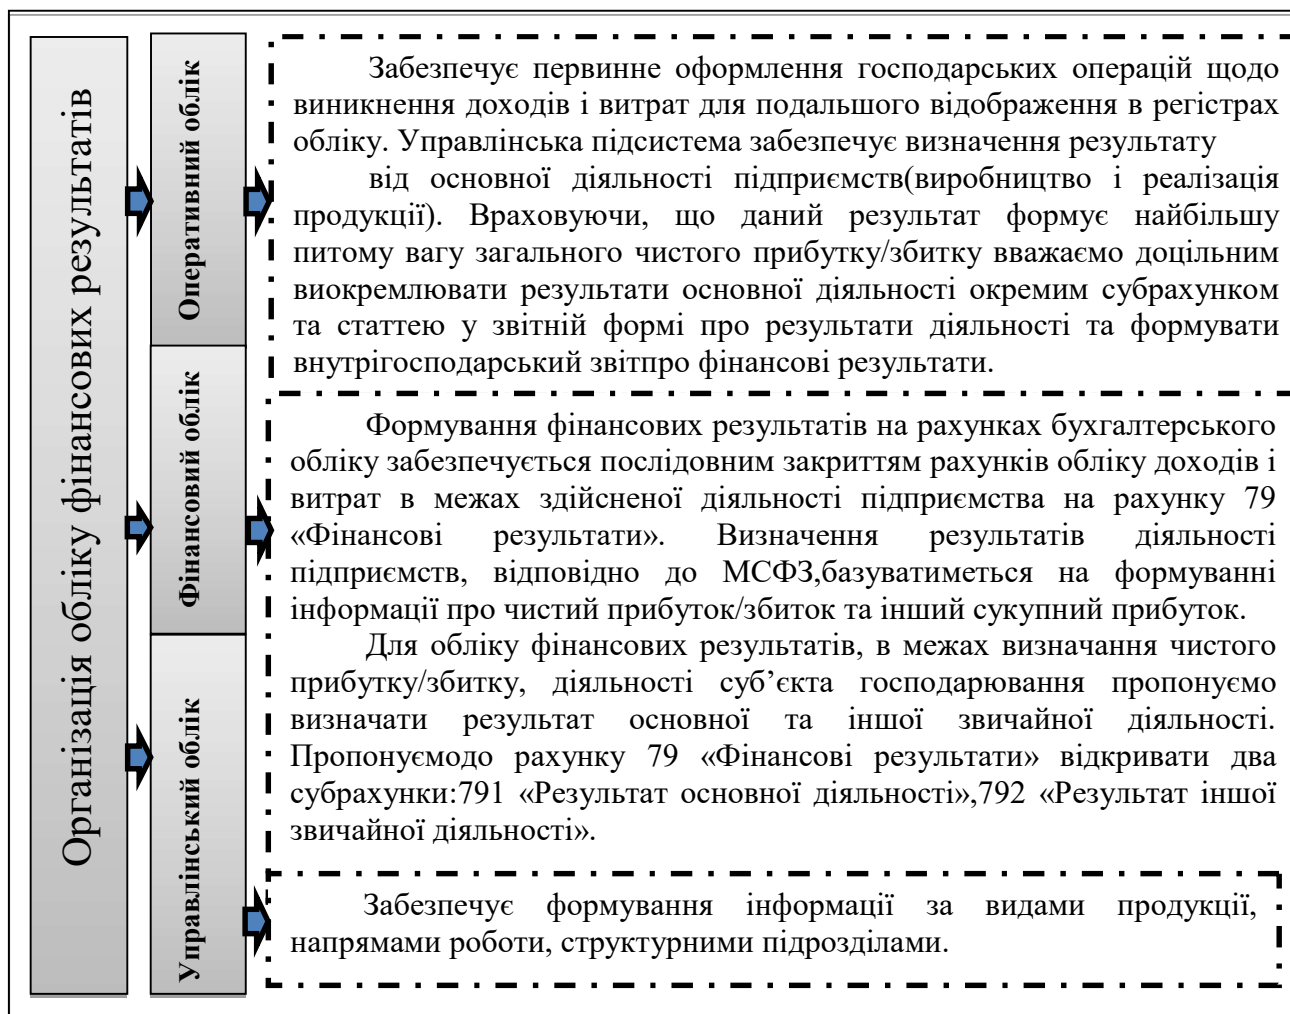 Організація обліку фінансових результатів
Оперативний облік
Забезпечує первинне оформлення господарських операцій щодо
виникнення доходів і витрат для подальшого відображення в регістрах
обліку. Управлінська підсистема забезпечує визначення результату
від основної діяльності підприємств(виробництво і реалізація
продукції). Враховуючи, що даний результат формує найбільшу
питому вагу загального чистого прибутку/збитку вважаємо доцільним
виокремлювати результати основної діяльності окремим субрахунком
та статтею у звітній формі про результати діяльності та формувати
внутрігосподарський звітпро фінансові результати.
Фінансовий облік
Формування фінансових результатів на рахунках бухгалтерського
обліку забезпечується послідовним закриттям рахунків обліку доходів і
витрат в межах здійсненої діяльності підприємства на рахунку 79
«Фінансові результати». Визначення результатів діяльності
підприємств, відповідно до МСФЗ,базуватиметься на формуванні
інформації про чистий прибуток/збиток та інший сукупний прибуток.
Для обліку фінансових результатів, в межах визначання чистого
прибутку/збитку, діяльності суб’єкта господарювання пропонуємо
визначати результат основної та іншої звичайної діяльності.
Пропонуємодо рахунку 79 «Фінансові результати» відкривати два
субрахунки:791 «Результат основної діяльності»,792 «Результат іншої
звичайної діяльності».
Управлінський облік
Забезпечує формування інформації за видами продукції,
напрямами роботи, структурними підрозділами.